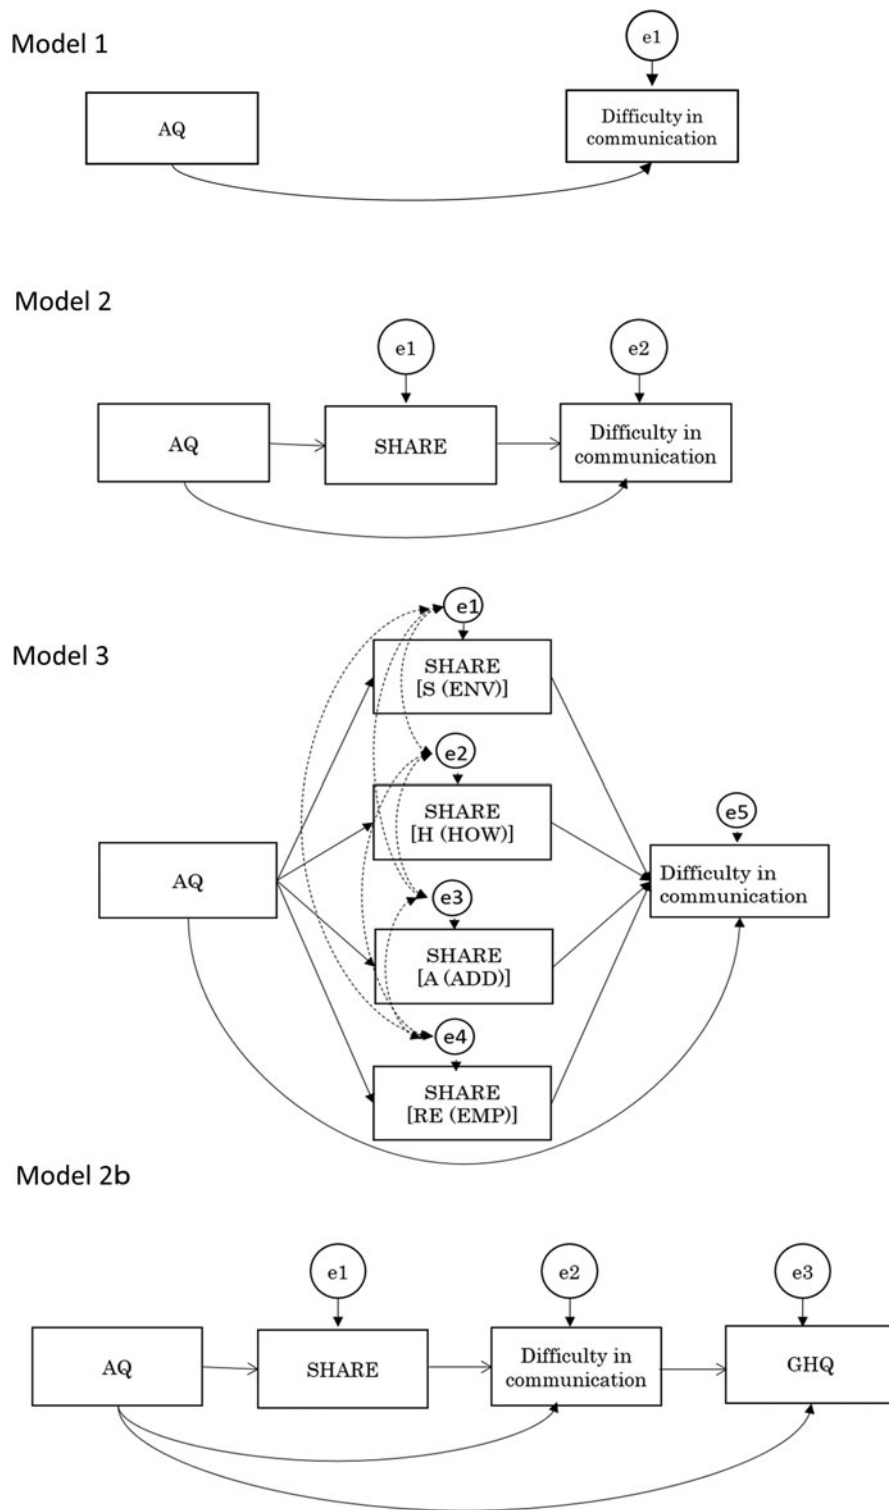 Model 1
e1
AQ
Difficulty in
communication
Model 2
e1
e2
AQ
SHARE
Difficulty in
communication
Model 3
e1
SHARE
[S (ENV)]
e2
SHARE
[H (HOW)]
e5
AQ
Difficulty in
communication
e3
SHARE
[A (ADD)]
e4
SHARE
[RE (EMP)]
Model 2b
e1
e2
e3
AQ
SHARE
Difficulty in
communication
GHQ